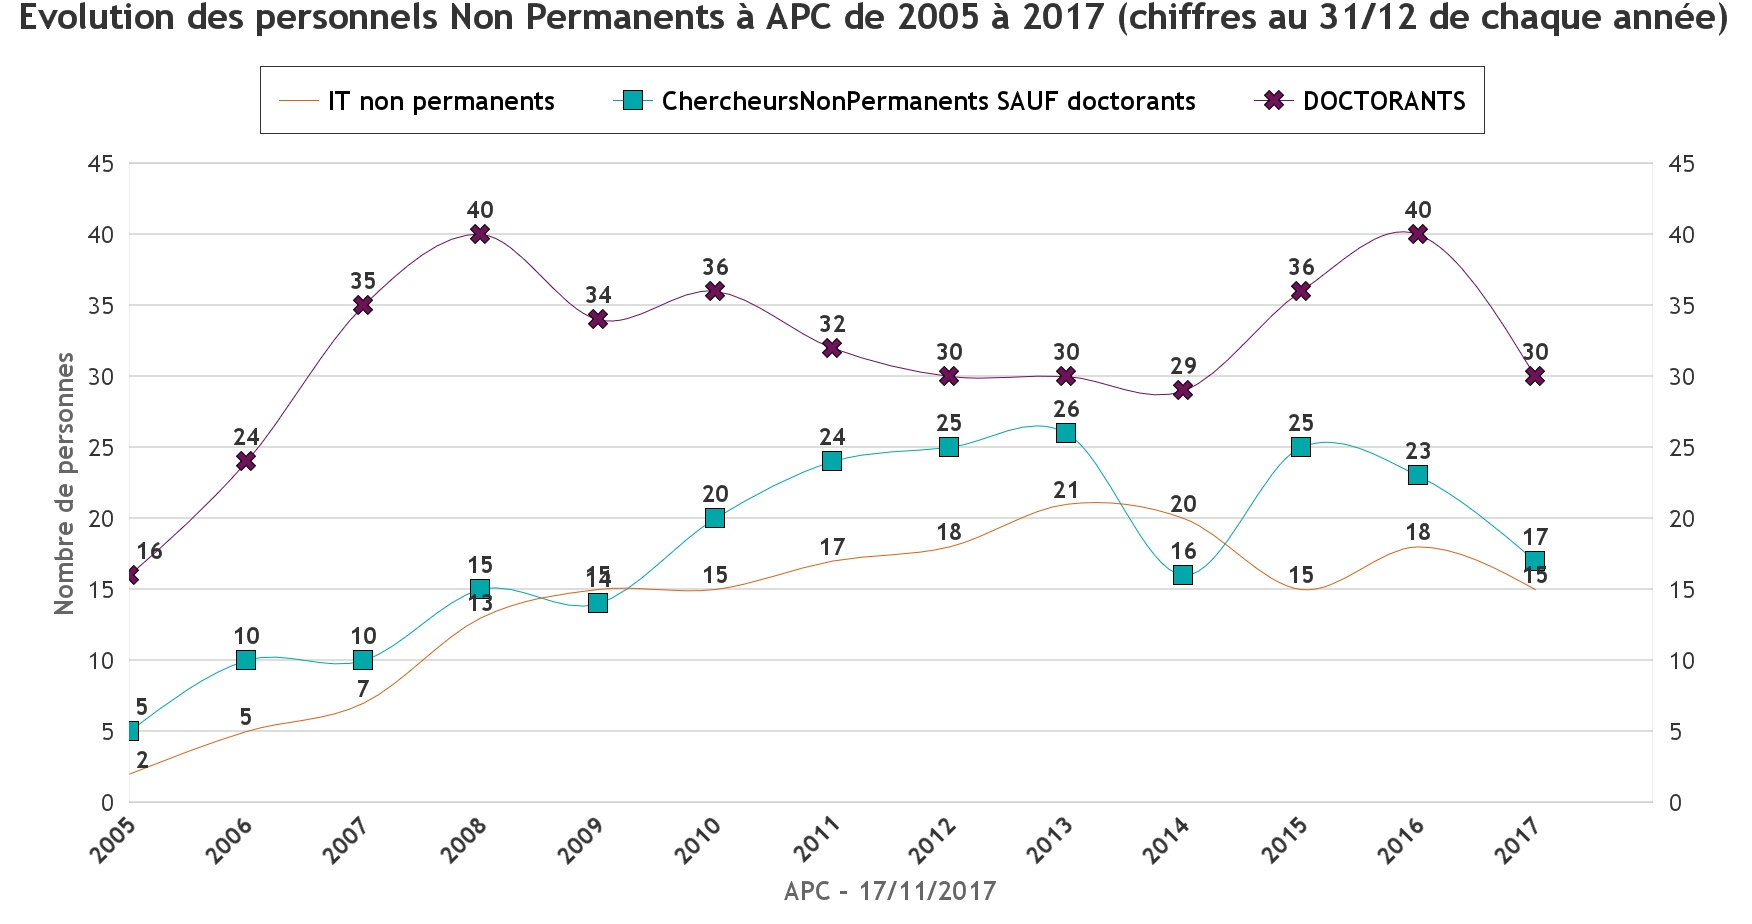 Evolution des personnels Non Permanents à APC de 2005 à 2017 (chiffres au 31/12 de chaque année)
IT non permanents ChercheursNonPermanents SAUF doctorants DOCTORANTS
Nombre de personnes
45 45
40 40
35 35
30 30
25 25
20 20
15 15
10 10
5 5
0 0
16 24 35 40 34 36 32 30 30 29 36 40 30
5 10 10 15 14 20 24 25 26 16 25 23 17
2 5 7 13 15 15 17 18 21 20 15 18 15
2005 2006 2007 2008 2009 2010 2011 2012 2013 2014 2015 2016 2017
APC - 17/11/2017